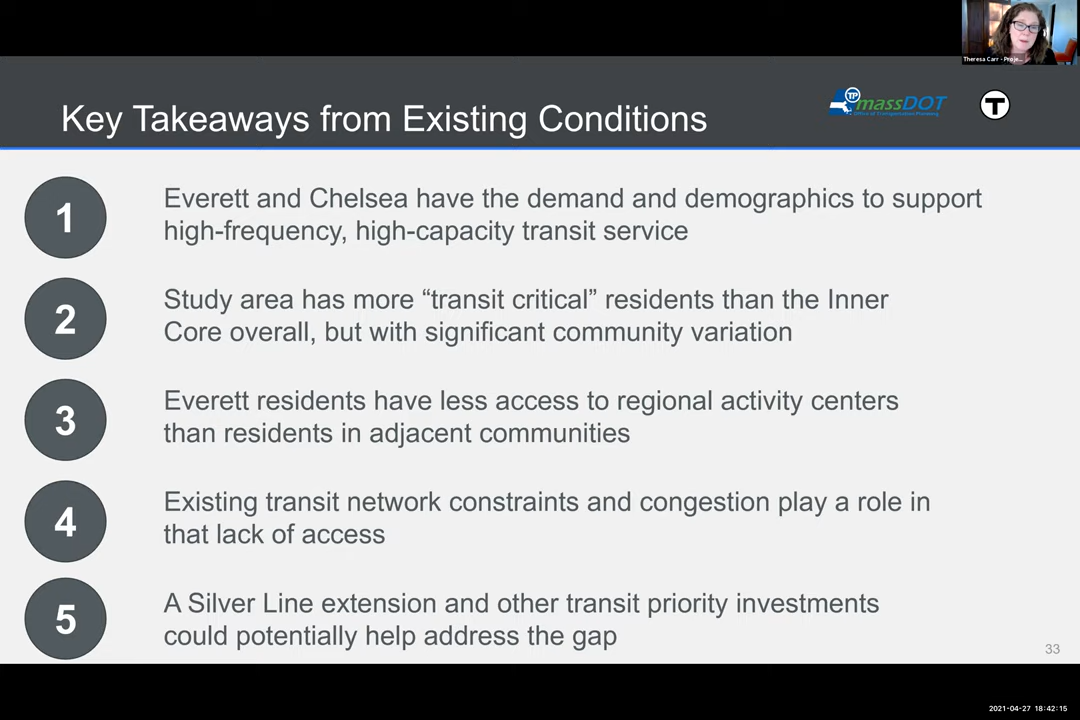 Theresa Carr - Proje...
Key Takeaways from Existing Conditions
TP
massDOT
Office of Transportation Planning
T
1
Everett and Chelsea have the demand and demographics to support
high-frequency, high-capacity transit service
2
Study area has more “transit critical” residents than the Inner
Core overall, but with significant community variation
3
Everett residents have less access to regional activity centers
than residents in adjacent communities
4
Existing transit network constraints and congestion play a role in
that lack of access
5
A Silver Line extension and other transit priority investments
could potentially help address the gap
33
2021-04-27 18:42:15